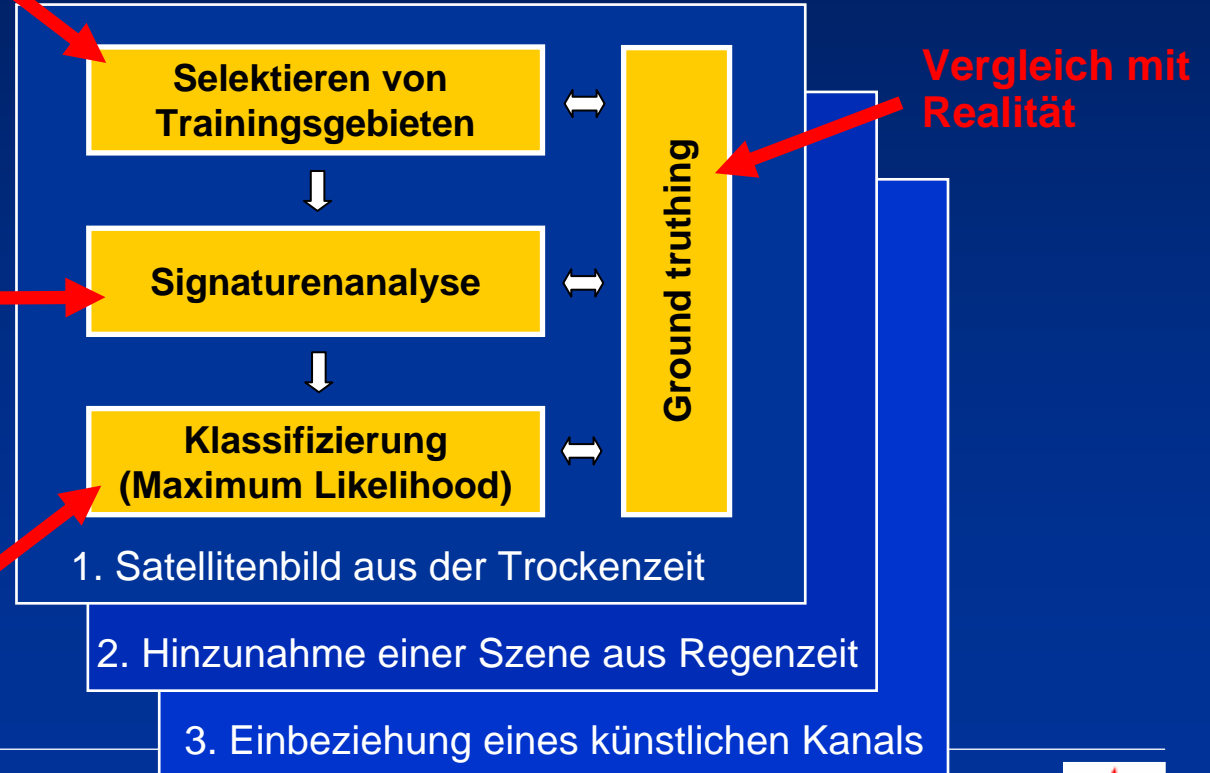 Selektieren von
Trainingsgebieten
Vergleich mit
Realität
Ground truthing
Signaturenanalyse
Klassifizierung
(Maximum Likelihood)
1. Satellitenbild aus der Trockenzeit
2. Hinzunahme einer Szene aus Regenzeit
3. Einbeziehung eines künstlichen Kanals